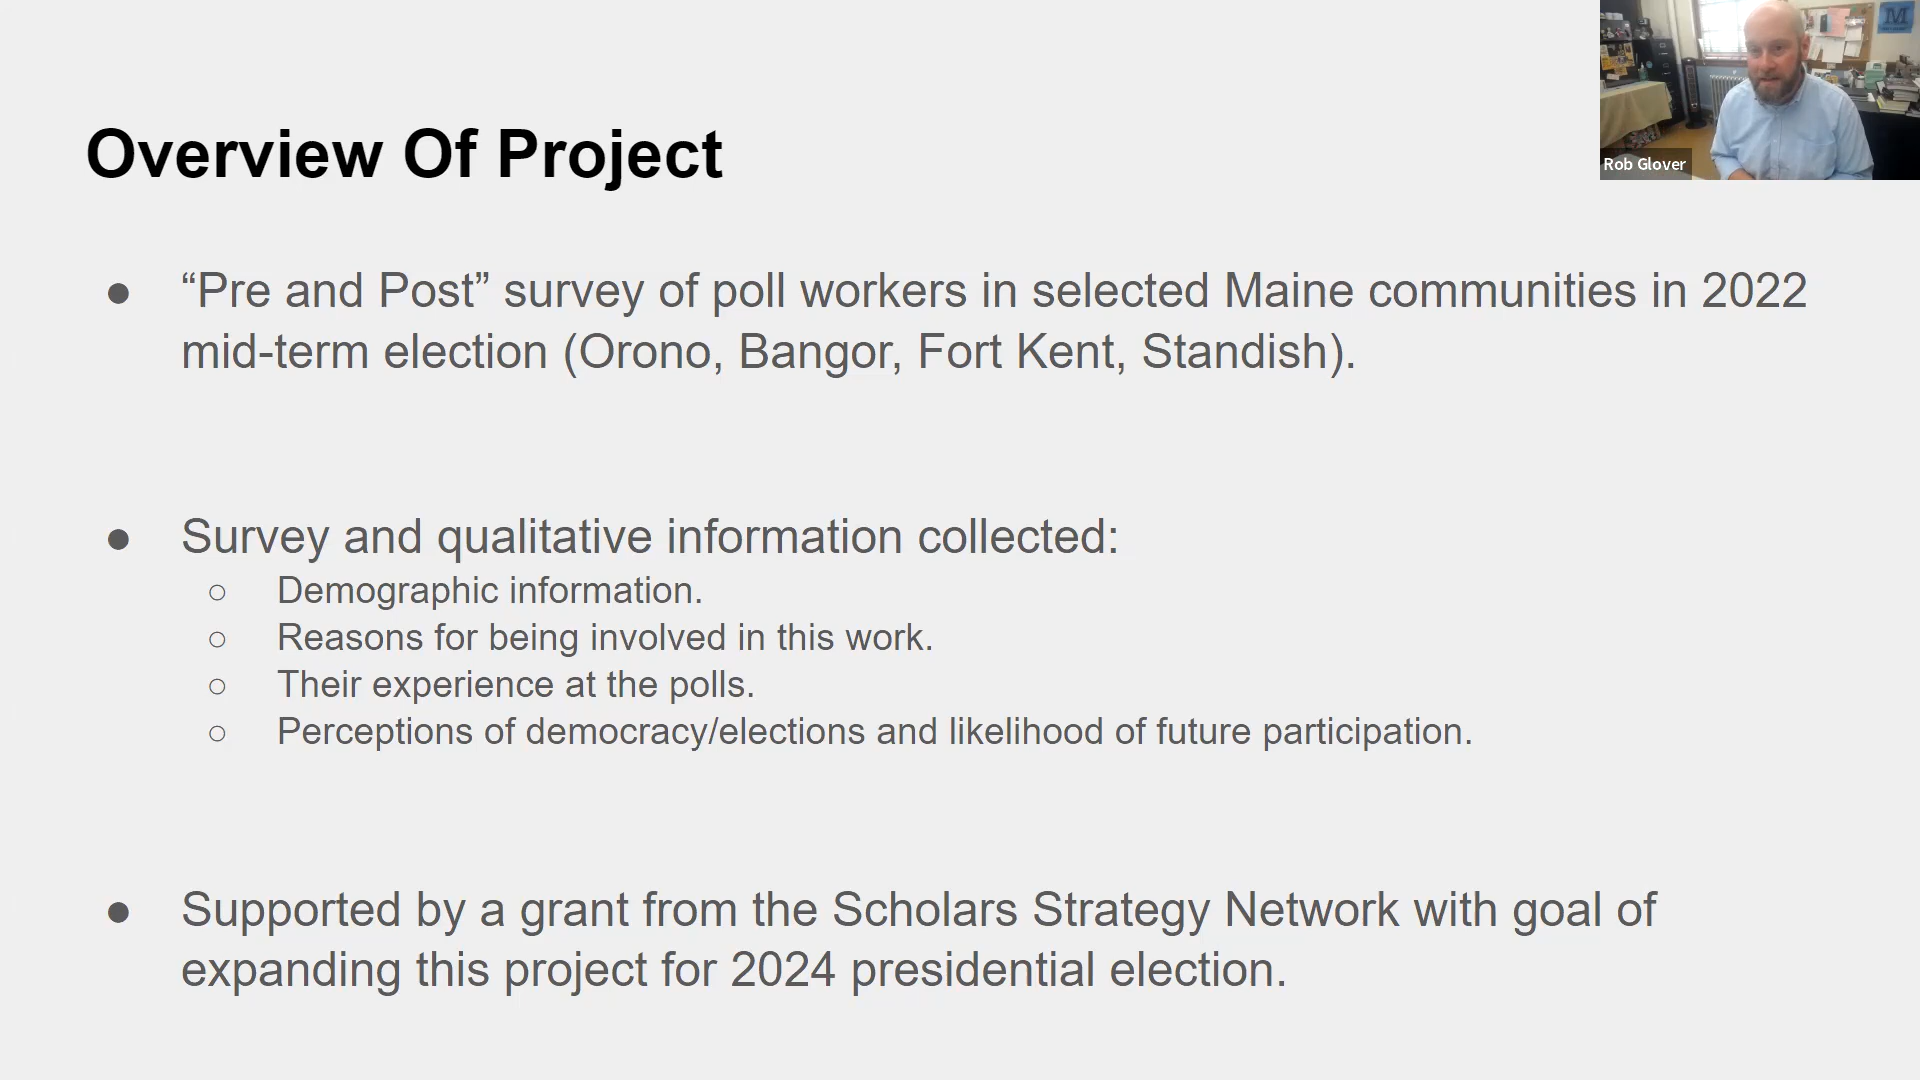 Overview Of Project
Rob Glover
● “Pre and Post” survey of poll workers in selected Maine communities in 2022
mid-term election (Orono, Bangor, Fort Kent, Standish).
● Survey and qualitative information collected:
○ Demographic information.
○ Reasons for being involved in this work.
○ Their experience at the polls.
○ Perceptions of democracy/elections and likelihood of future participation.
● Supported by a grant from the Scholars Strategy Network with goal of
expanding this project for 2024 presidential election.